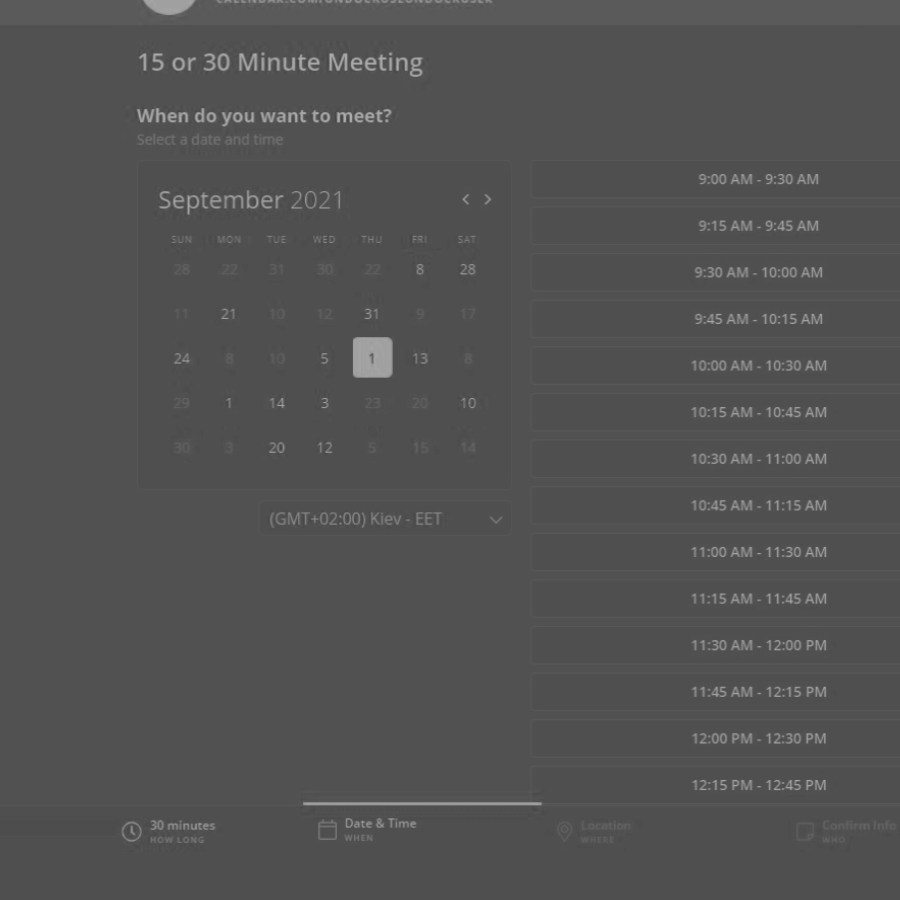 15 or 30 Minute Meeting
When do you want to meet?
Select a date and time
September 2021
SUN MON TUE WED THU FRI SAT
28 22 31 30 22 8 28
11 21 10 12 31 9 17
24 8 10 5 1 13 8
29 1 14 3 23 20 10
30 3 20 12 5 15 14
(GMT+02:00) Kiev - EET
9:00 AM - 9:30 AM
9:15 AM - 9:45 AM
9:30 AM - 10:00 AM
9:45 AM - 10:15 AM
10:00 AM - 10:30 AM
10:15 AM - 10:45 AM
10:30 AM - 11:00 AM
10:45 AM - 11:15 AM
11:00 AM - 11:30 AM
11:15 AM - 11:45 AM
11:30 AM - 12:00 PM
11:45 AM - 12:15 PM
12:00 PM - 12:30 PM
12:15 PM - 12:45 PM
30 minutes
HOW LONG
Date & Time
WHEN
Location
WHERE
Confirm Info
WHO